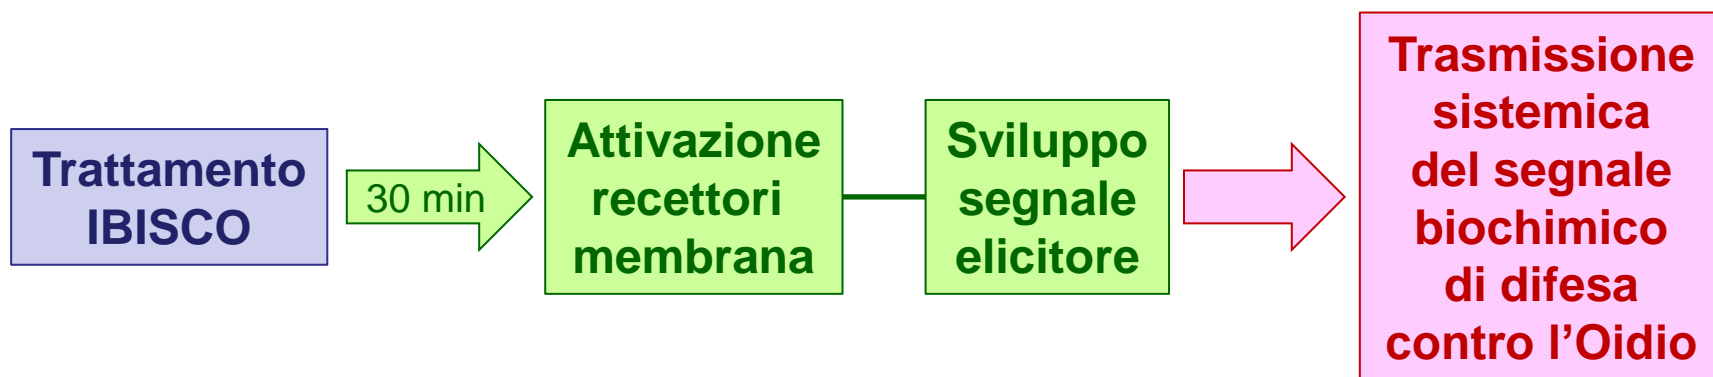 Trattamento
IBISCO
30 min
Attivazione
recettori
membrana
Sviluppo
segnale
elicitore
Trasmissione
sistemica
del segnale
biochimico
di difesa
contro l’Oidio